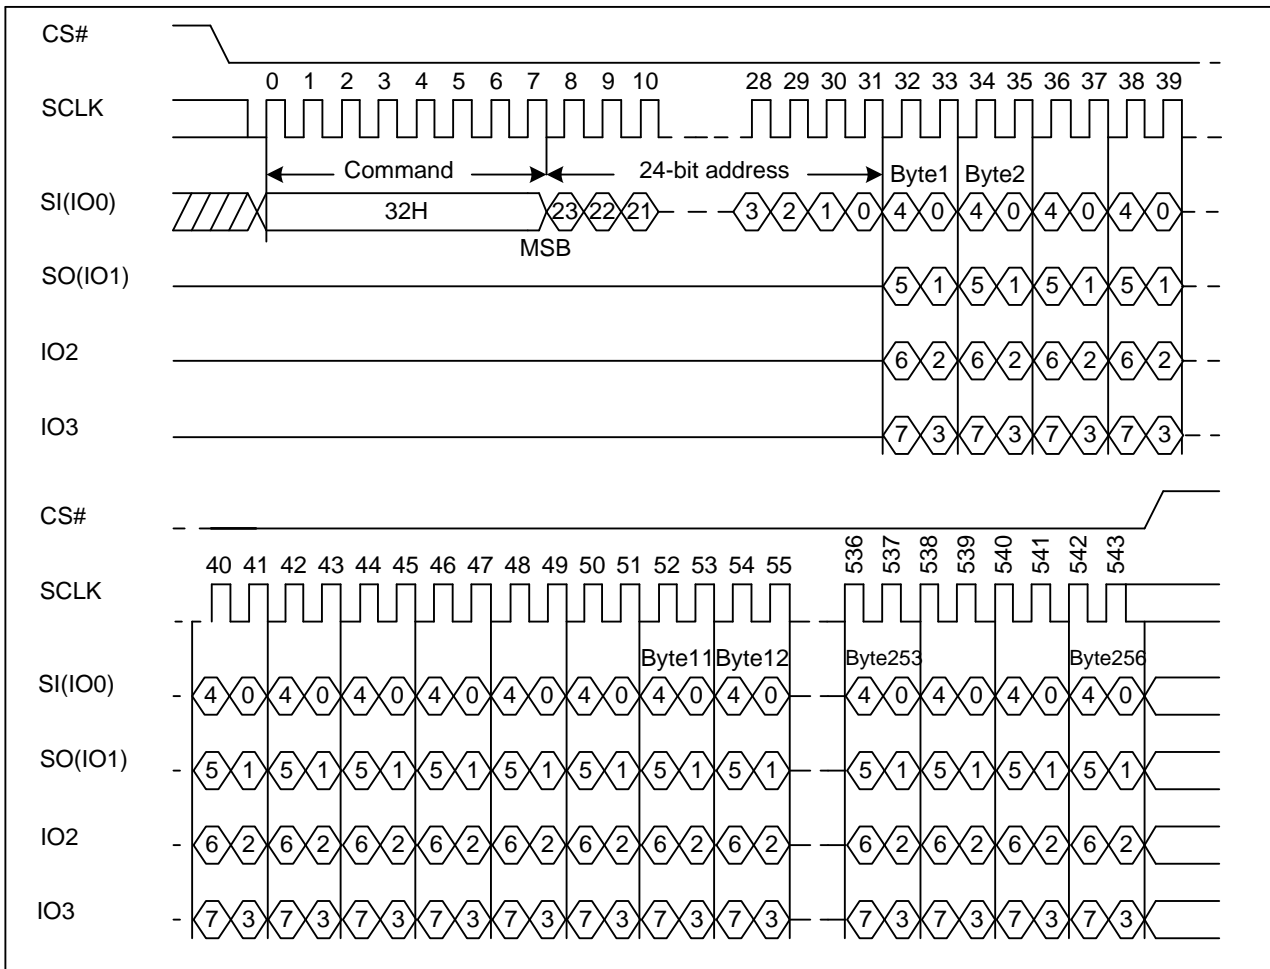 CS#
0 1 2 3 4 5 6 7 8 9 10 28 29 30 31 32 33 34 35 36 37 38 39
SCLK
Command 24-bit address Byte1 Byte2
SI(IO0) 32H 23 22 21 3 2 1 0 4 0 4 0 4 0 4 0
MSB
SO(IO1) 5 1 5 1 5 1 5 1
IO2 6 2 6 2 6 2 6 2
IO3 7 3 7 3 7 3 7 3
CS#
40 41 42 43 44 45 46 47 48 49 50 51 52 53 54 55 536 537 538 539 540 541 542 543
SCLK
Byte11 Byte12 Byte253 Byte256
SI(IO0) 4 0 4 0 4 0 4 0 4 0 4 0 4 0 4 0 4 0 4 0 4 0 4 0
SO(IO1) 5 1 5 1 5 1 5 1 5 1 5 1 5 1 5 1 5 1 5 1 5 1 5 1
IO2 6 2 6 2 6 2 6 2 6 2 6 2 6 2 6 2 6 2 6 2 6 2 6 2
IO3 7 3 7 3 7 3 7 3 7 3 7 3 7 3 7 3 7 3 7 3 7 3 7 3